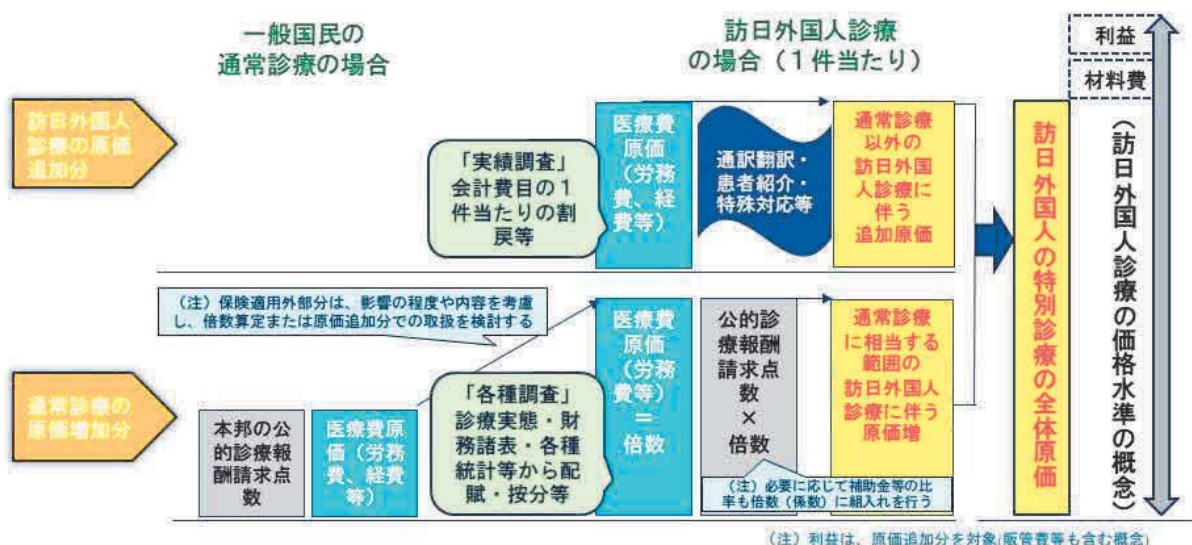 一般国民の
通常診療の場合
訪日外国人診療
の場合（１件当たり）
利益
材料費
訪日外国人
診療の原価
追加分
「実績調査」
会計費目の１
件当たりの割
戻等
医療費
原価
（労務
費、経
費等）
通訳翻訳・
患者紹介・
特殊対応等
通常診療
以外の
訪日外国
人診療に
伴う
追加原価
訪日外国人の特別診療の全体原価
（訪日外国人診療の価格水準の概念）
（注）保険適用外部分は、影響の程度や内容を考慮
し、倍数算定または原価追加分での取扱を検討する
通常診療の
原価増加分
本邦の公
的診療報
酬請求点
数
医療費原
価（労務
費、経費
等）
「各種調査」
診療実態・財
務諸表・各種
統計等から配
賦・按分等
医療費
原価
（労務
費等）
＝
倍数
公的診
療報酬
請求点
数
×
倍数
通常診療
に相当する
範囲の
訪日外国人
診療に伴う
原価増
（注）必要に応じて補助金等の比
率も倍数（係数）に組入れを行う
（注）利益は、原価追加分を対象(販管費等も含む概念)